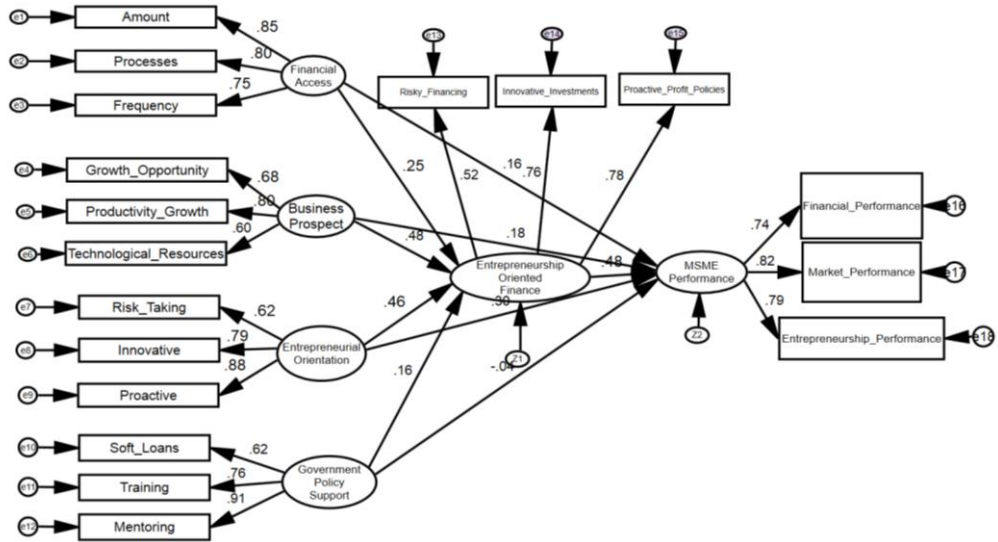 e1
Amount
.85
e2
Processes
.80
e3
Frequency
.75
Financial
Access
e13
Risky_Financing
e14
Innovative_Investments
e15
Proactive_Profit_Policies
.25
.52
.16
.76
.78
e4
Growth_Opportunity
.68
e5
Productivity_Growth
.80
e6
Technological_Resources
.60
Business
Prospect
.48
.18
Entrepreneurship
Oriented
Finance
.48
MSME
Performance
.74
Financial_Performance
e16
.82
Market_Performance
e17
.79
Entrepreneurship_Performance
e18
Z2
e7
Risk_Taking
.62
e8
Innovative
.79
e9
Proactive
.88
Entrepreneurial
Orientation
.46
.39
Z1
.16
-.04
e10
Soft_Loans
.62
e11
Training
.76
e12
Mentoring
.91
Government
Policy
Support